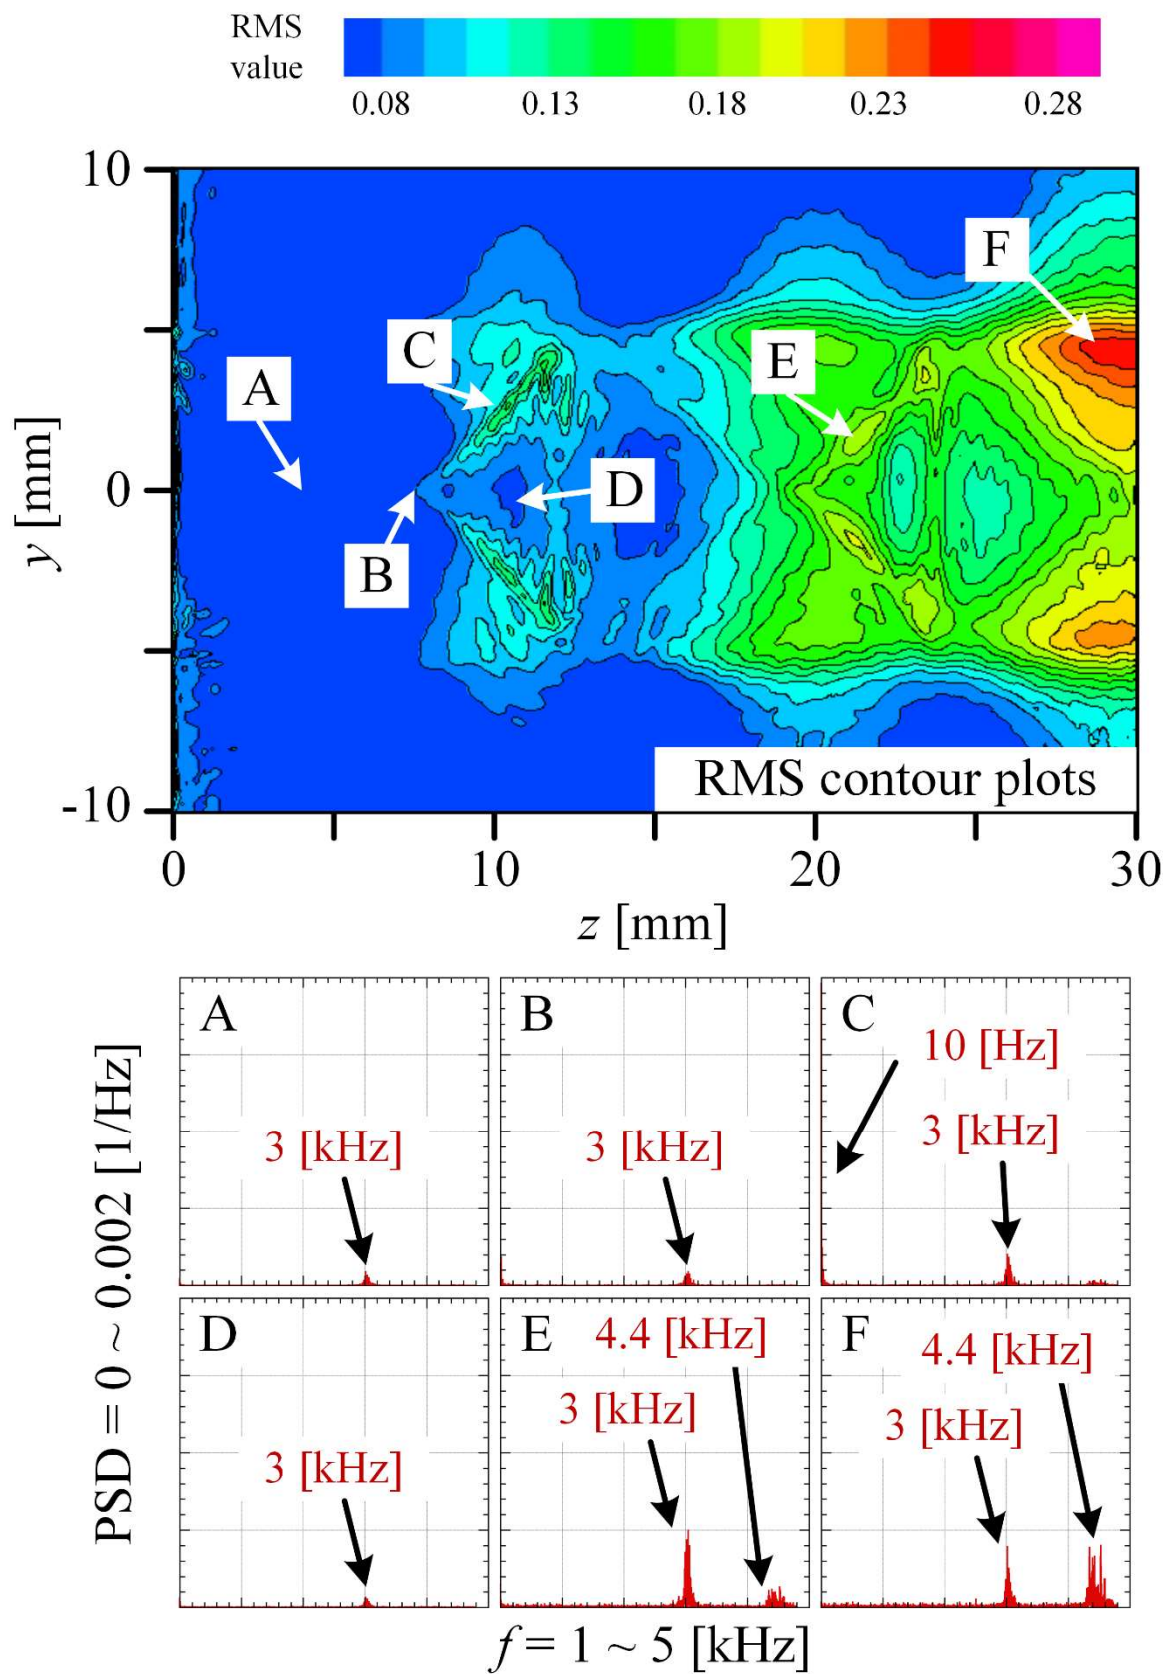 RMS
value
0.08 0.13 0.18 0.23 0.28
10
0
-10
y [mm]
A
B
C
D
E
F
RMS contour plots
0 10 20 30
z [mm]
PSD = 0 ~ 0.002 [1/Hz]
A
3 [kHz]
B
3 [kHz]
C
10 [Hz]
3 [kHz]
D
3 [kHz]
E
4.4 [kHz]
3 [kHz]
F
4.4 [kHz]
3 [kHz]
f = 1 ~ 5 [kHz]